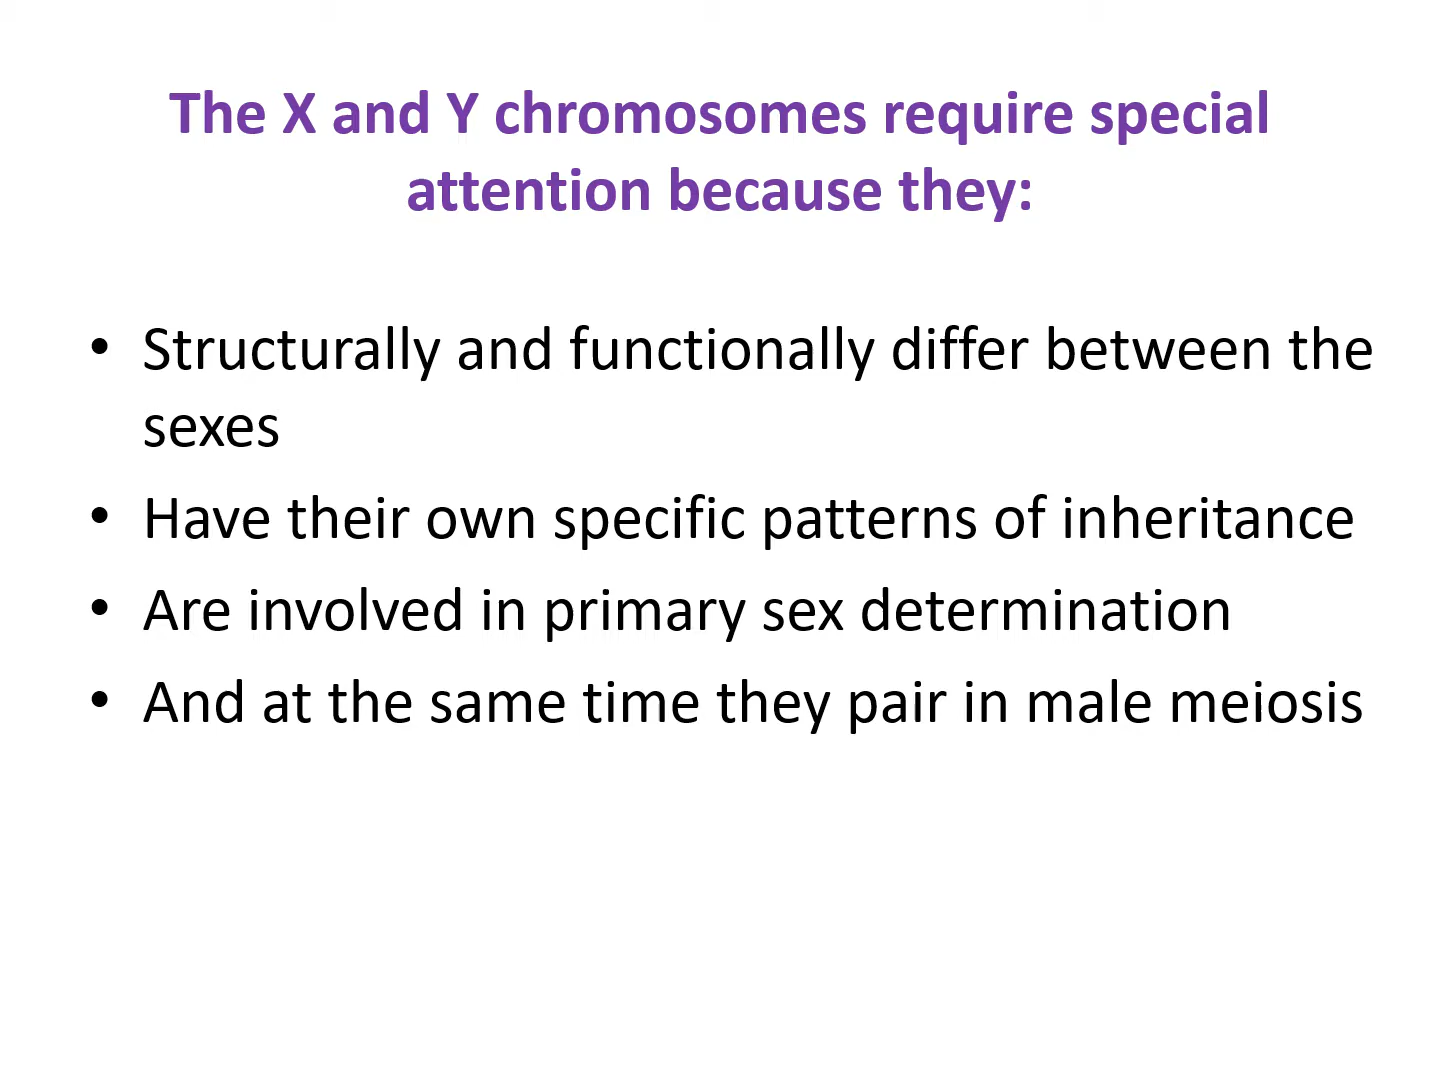 The X and Y chromosomes require special
attention because they:
• Structurally and functionally differ between the
sexes
• Have their own specific patterns of inheritance
• Are involved in primary sex determination
• And at the same time they pair in male meiosis